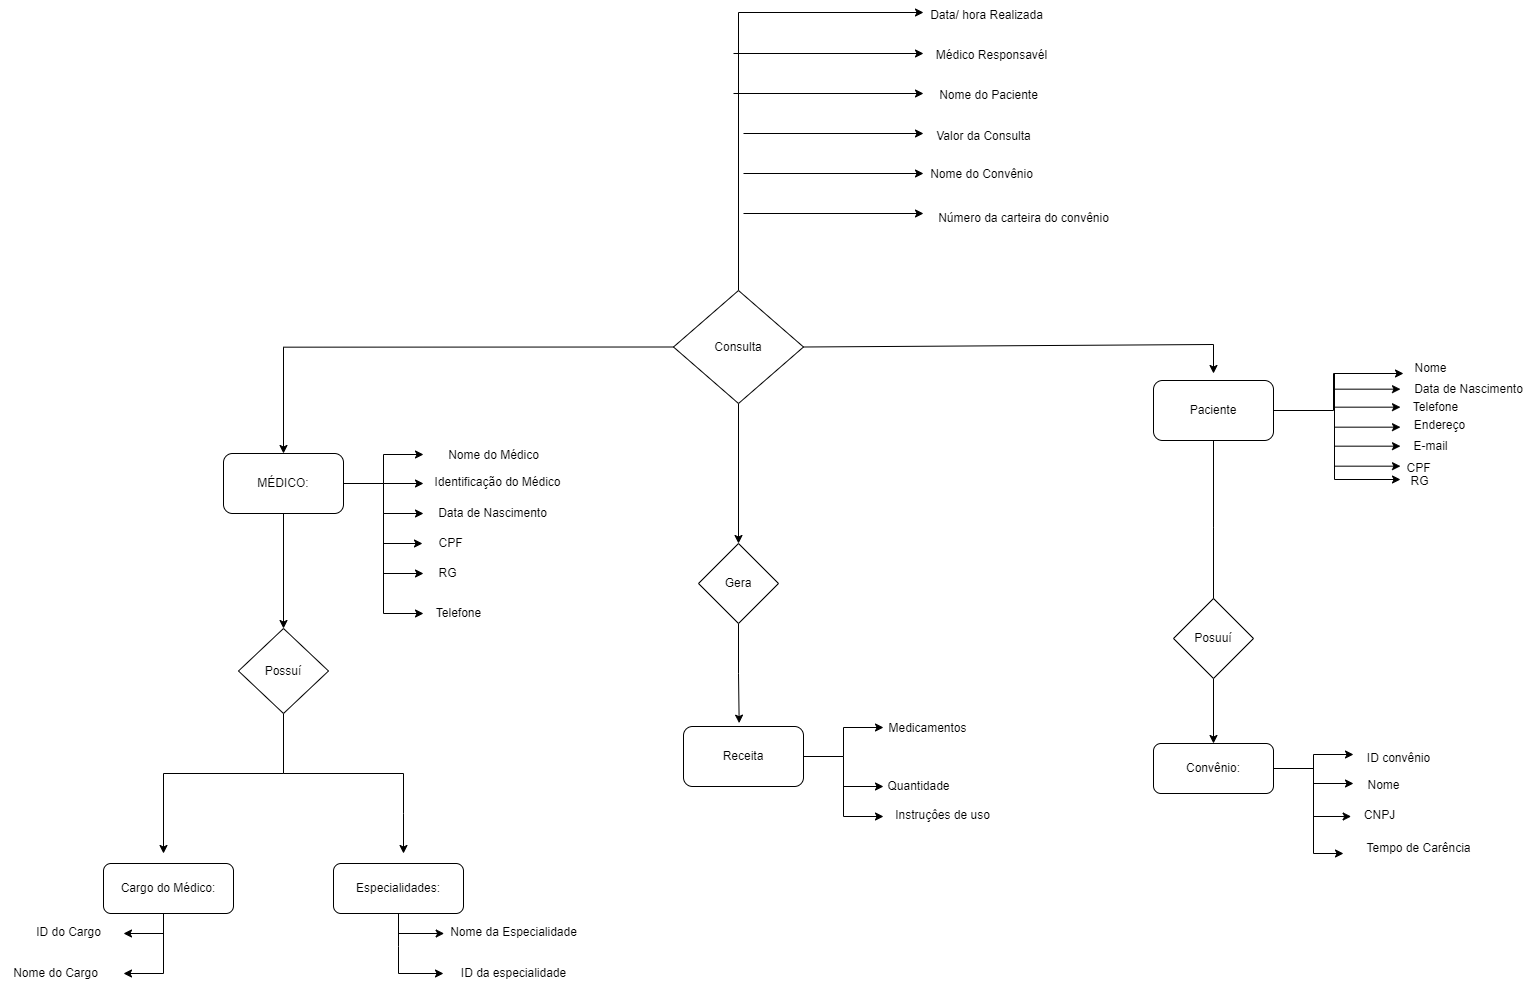 Data/ hora Realizada
Médico Responsavél
Nome do Paciente
Valor da Consulta
Nome do Convênio
Número da carteira do convênio
Consulta
Paciente
Nome
Data de Nascimento
Telefone
Endereço
E-mail
CPF
RG
MÉDICO:
Nome do Médico
Identificação do Médico
Data de Nascimento
CPF
RG
Telefone
Gera
Possuí
Posuuí
Receita
Medicamentos
Quantidade
Instruções de uso
Convênio:
ID convênio
Nome
CNPJ
Tempo de Carência
Cargo do Médico:
ID do Cargo
Nome do Cargo
Especialidades:
Nome da Especialidade
ID da especialidade